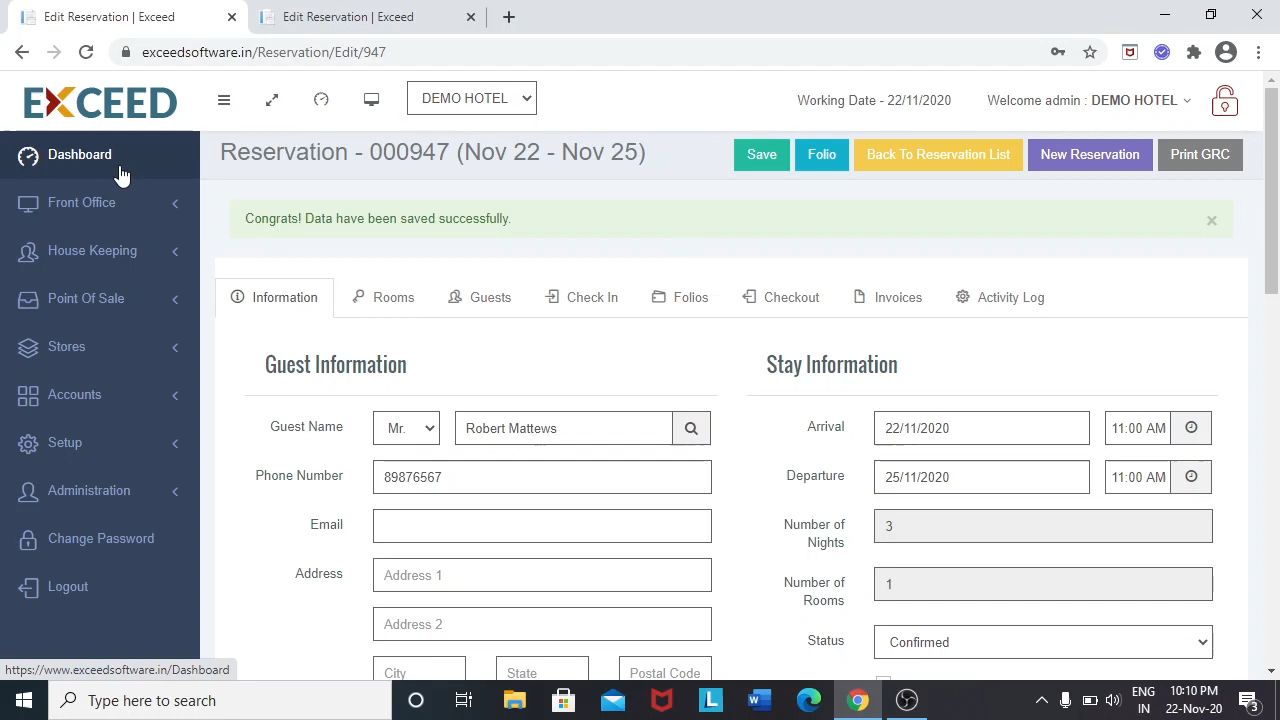 Edit Reservation | Exceed
Edit Reservation | Exceed
exceedsoftware.in/Reservation/Edit/947
EXCEED
DEMO HOTEL
Working Date - 22/11/2020
Welcome admin : DEMO HOTEL
Dashboard
Front Office
House Keeping
Point Of Sale
Stores
Accounts
Setup
Administration
Change Password
Logout
Reservation - 000947 (Nov 22 - Nov 25)
Save
Folio
Back To Reservation List
New Reservation
Print GRC
Congrats! Data have been saved successfully.
Information
Rooms
Guests
Check In
Folios
Checkout
Invoices
Activity Log
Guest Information
Guest Name
Mr.
Robert Mattews
Phone Number
89876567
Email
Address
Address 1
Address 2
City
State
Postal Code
Stay Information
Arrival
22/11/2020
11:00 AM
Departure
25/11/2020
11:00 AM
Number of
Nights
3
Number of
Rooms
1
Status
Confirmed
https://www.exceedsoftware.in/Dashboard
Type here to search
L
W
ENG
IN
10:10 PM
22-Nov-20
3